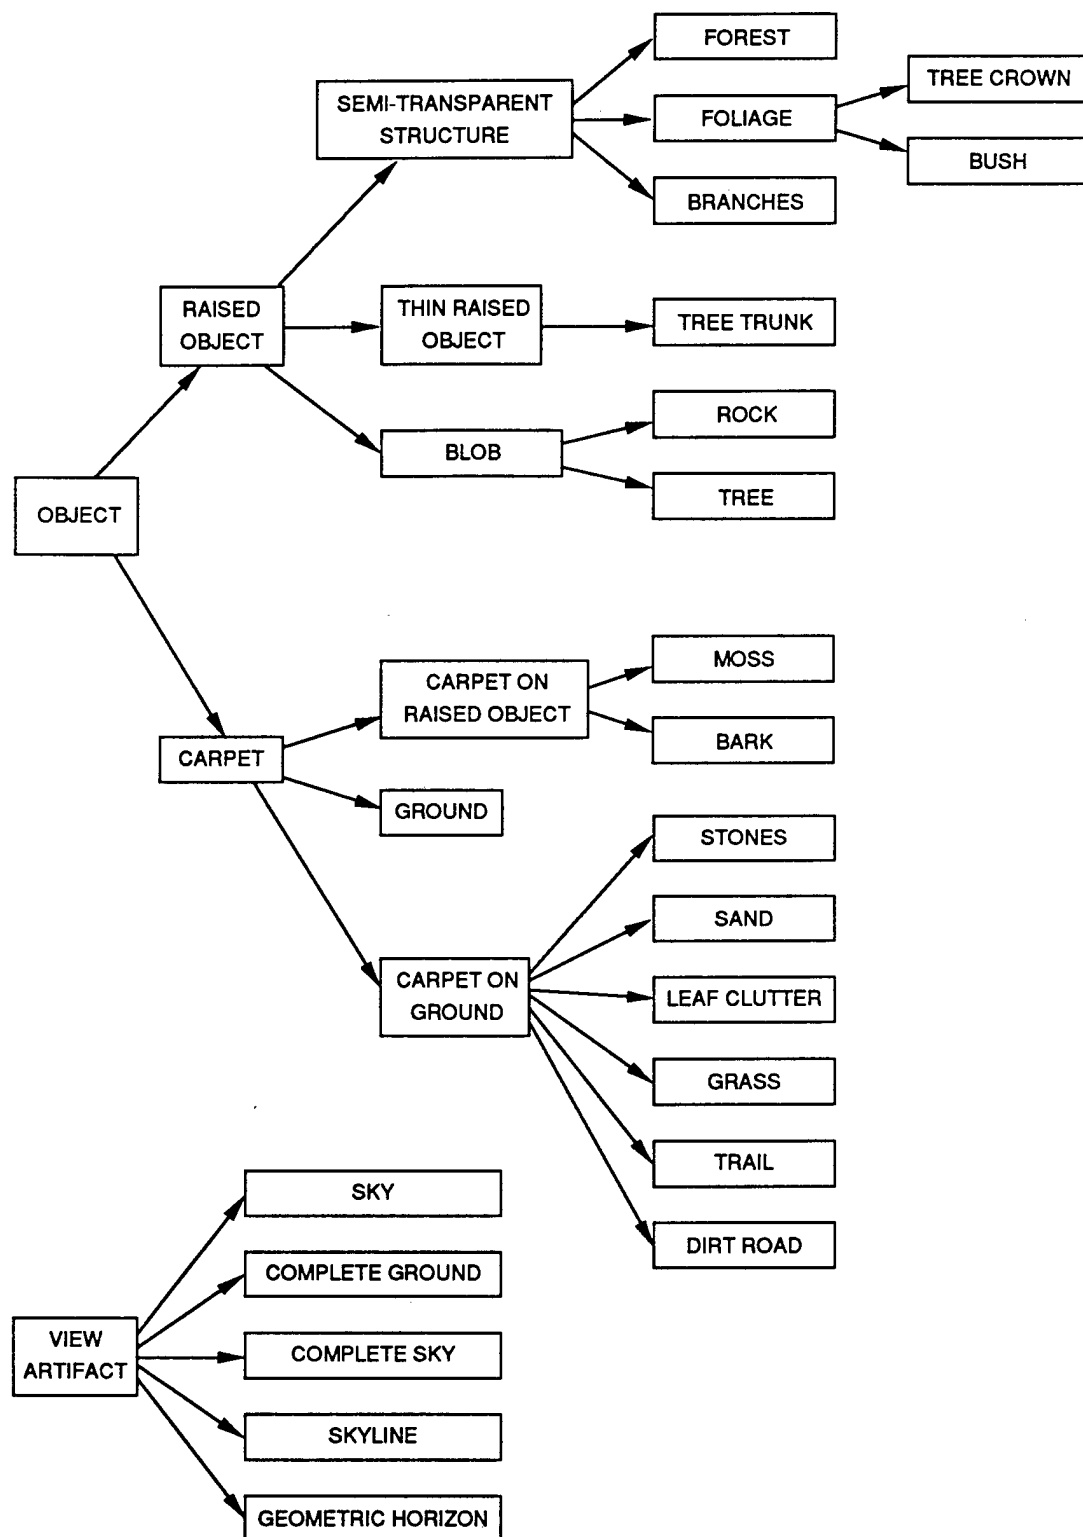 FOREST
TREE CROWN
SEMI-TRANSPARENT
STRUCTURE
FOLIAGE
BUSH
BRANCHES
RAISED
OBJECT
THIN RAISED
OBJECT
TREE TRUNK
ROCK
BLOB
TREE
OBJECT
MOSS
CARPET ON
RAISED OBJECT
BARK
CARPET
GROUND
STONES
SAND
CARPET ON
GROUND
LEAF CLUTTER
GRASS
TRAIL
DIRT ROAD
SKY
COMPLETE GROUND
VIEW
ARTIFACT
COMPLETE SKY
SKYLINE
GEOMETRIC HORIZON